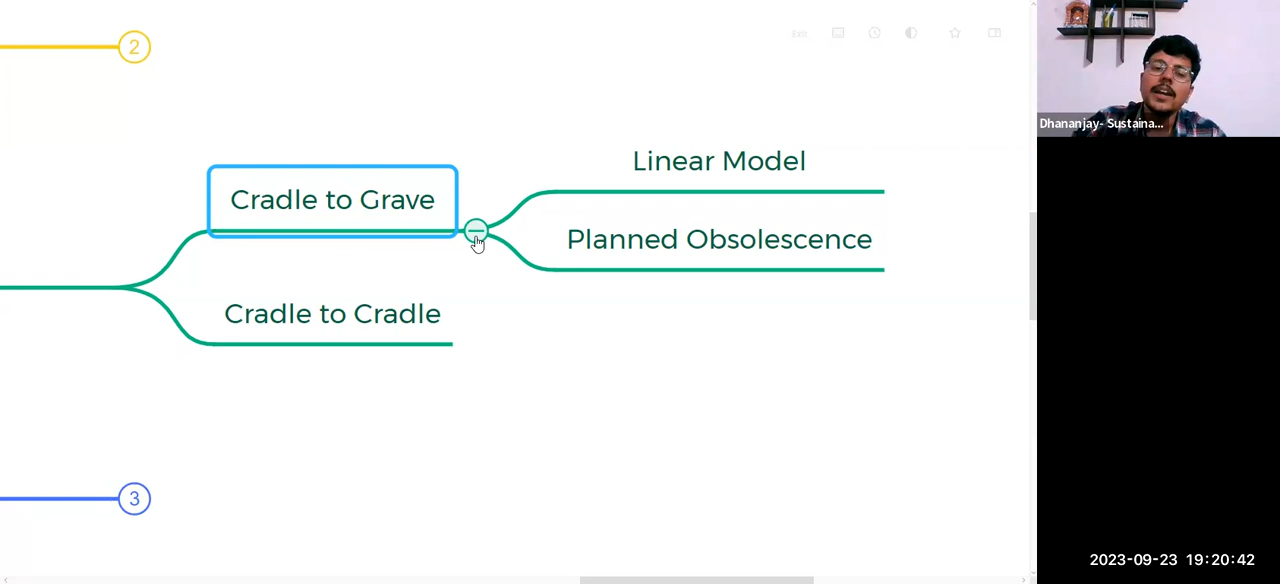 2
Exit
Linear Model
Cradle to Grave
Planned Obsolescence
Cradle to Cradle
3
Dhananjay- Sustaina...
2023-09-23 19:20:42